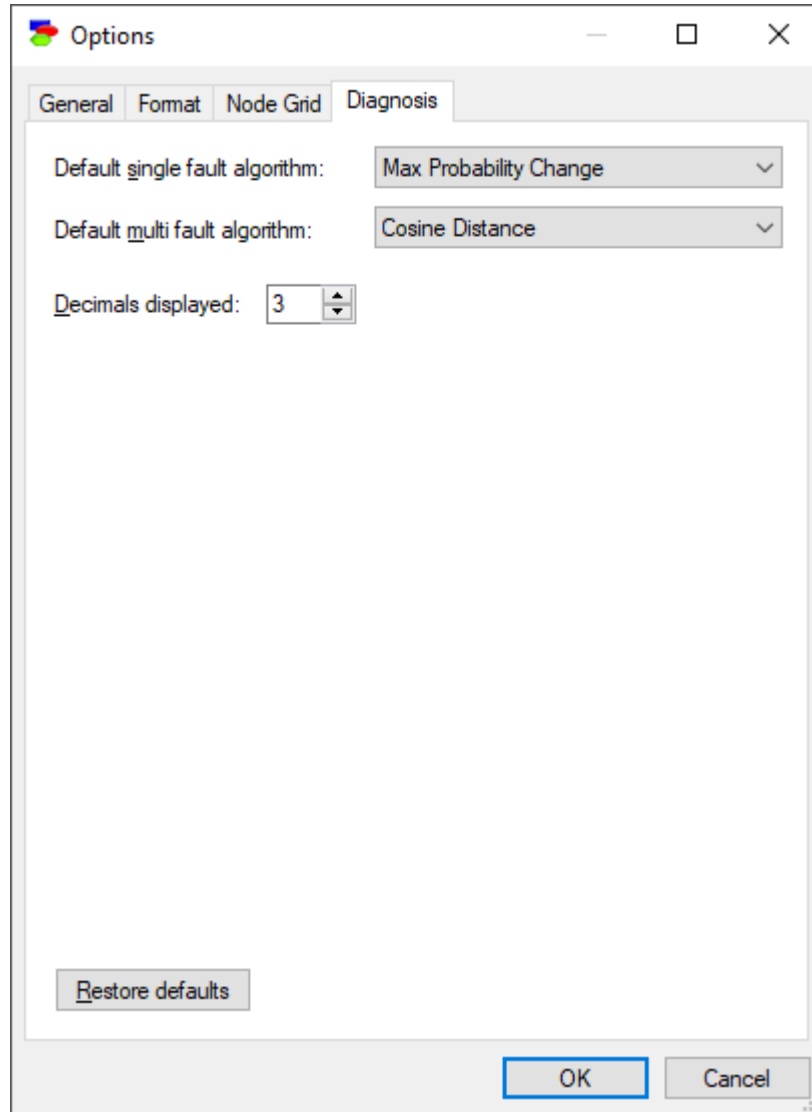 Options
General Format Node Grid Diagnosis
Default single fault algorithm: Max Probability Change
Default multi fault algorithm: Cosine Distance
Decimals displayed: 3
Restore defaults
OK Cancel